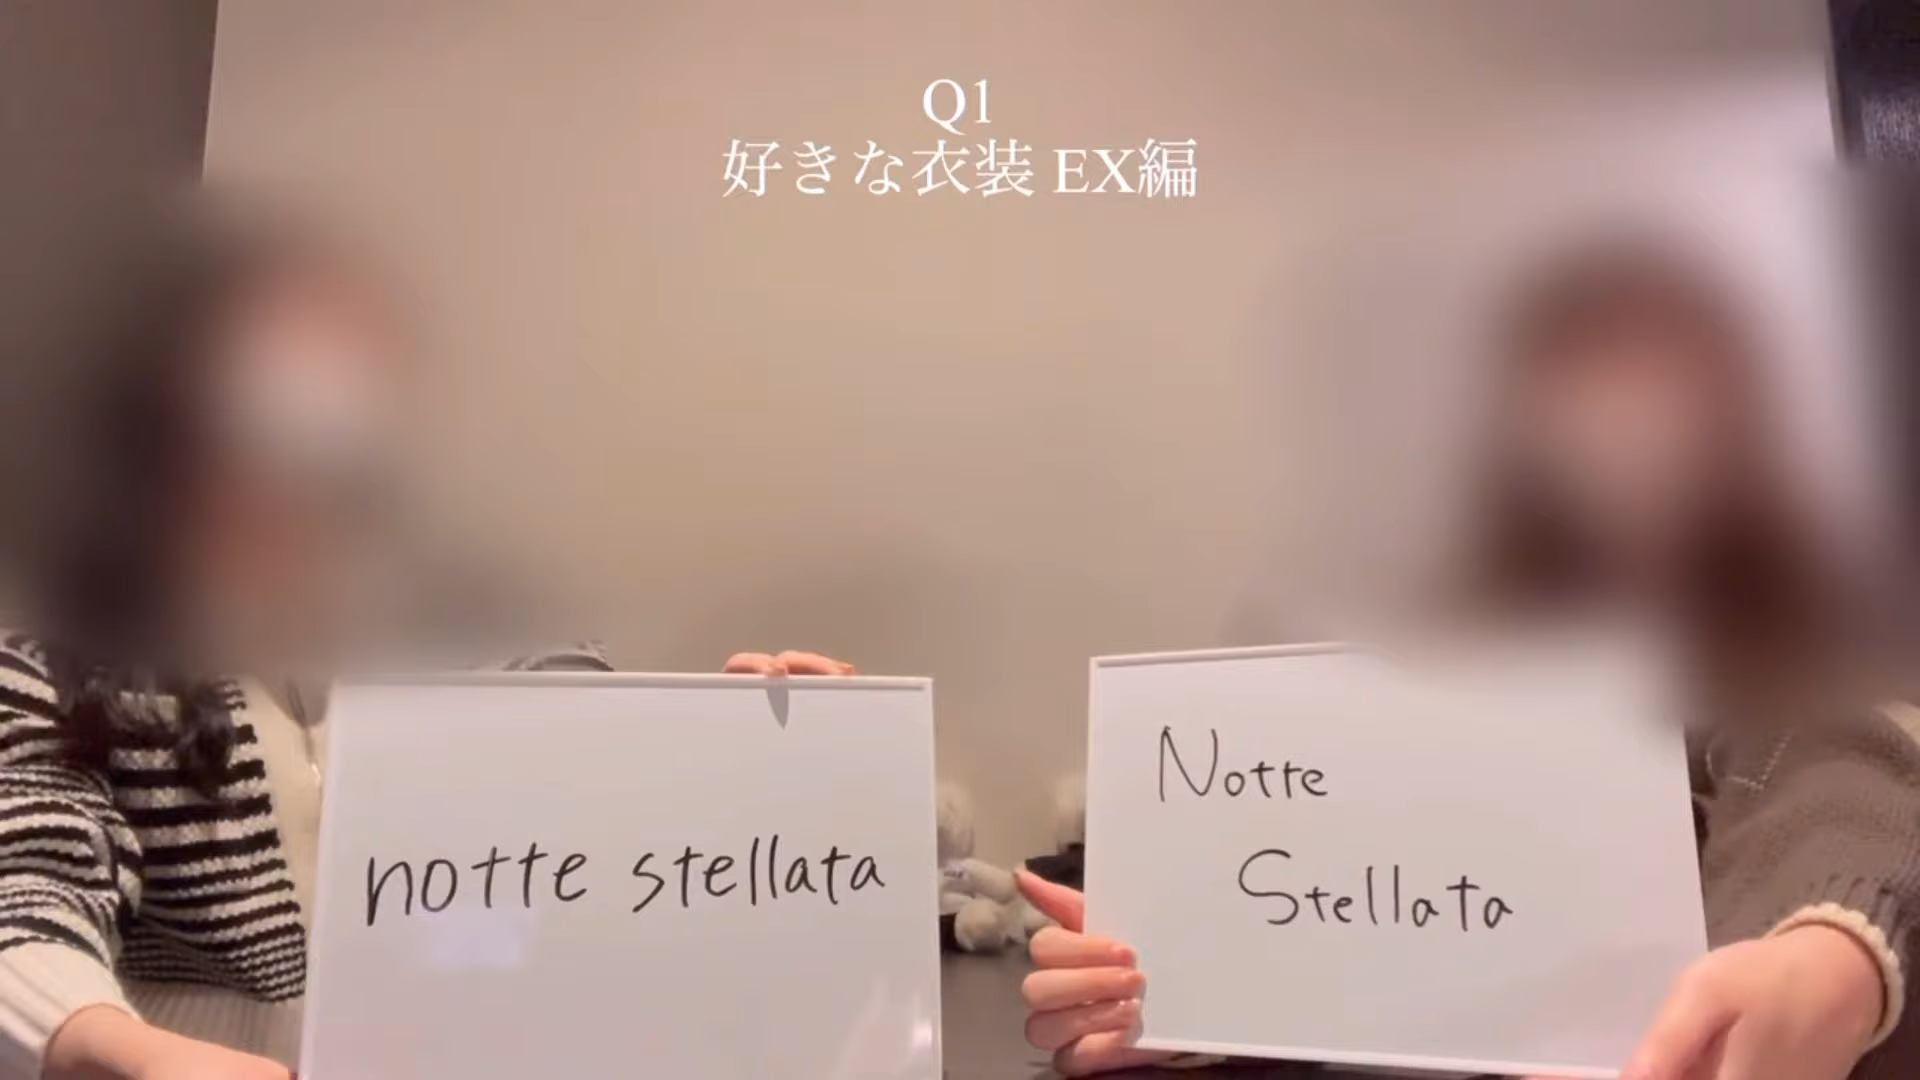 Q1
好きな衣装 EX編
notte stellata
Notte
Stellata